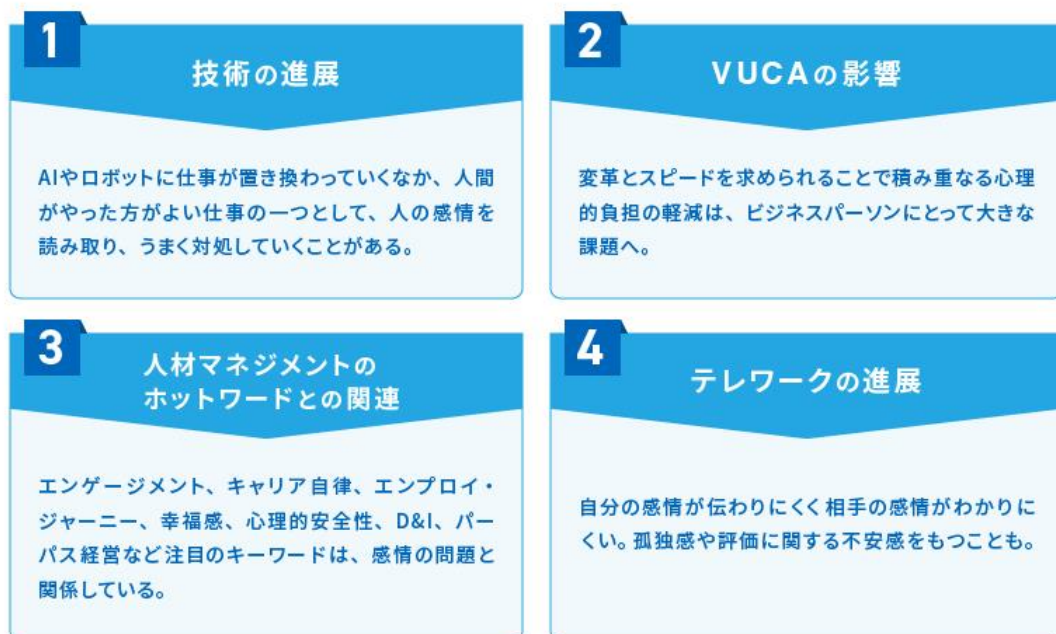 1
技術の進展
AIやロボットに仕事が置き換わっていくなか、人間
がやった方がよい仕事の一つとして、人の感情を
読み取り、うまく対処していくことがある。
2
VUCAの影響
変革とスピードを求められることで積み重なる心理
的負担の軽減は、ビジネスパーソンにとって大きな
課題へ。
3
人材マネジメントの
ホットワードとの関連
エンゲージメント、キャリア自律、エンプロイ・
ジャーニー、幸福感、心理的安全性、D&I、パー
パス経営など注目のキーワードは、感情の問題と
関係している。
4
テレワークの進展
自分の感情が伝わりにくく相手の感情がわかりに
くい。孤独感や評価に関する不安感をもつことも。